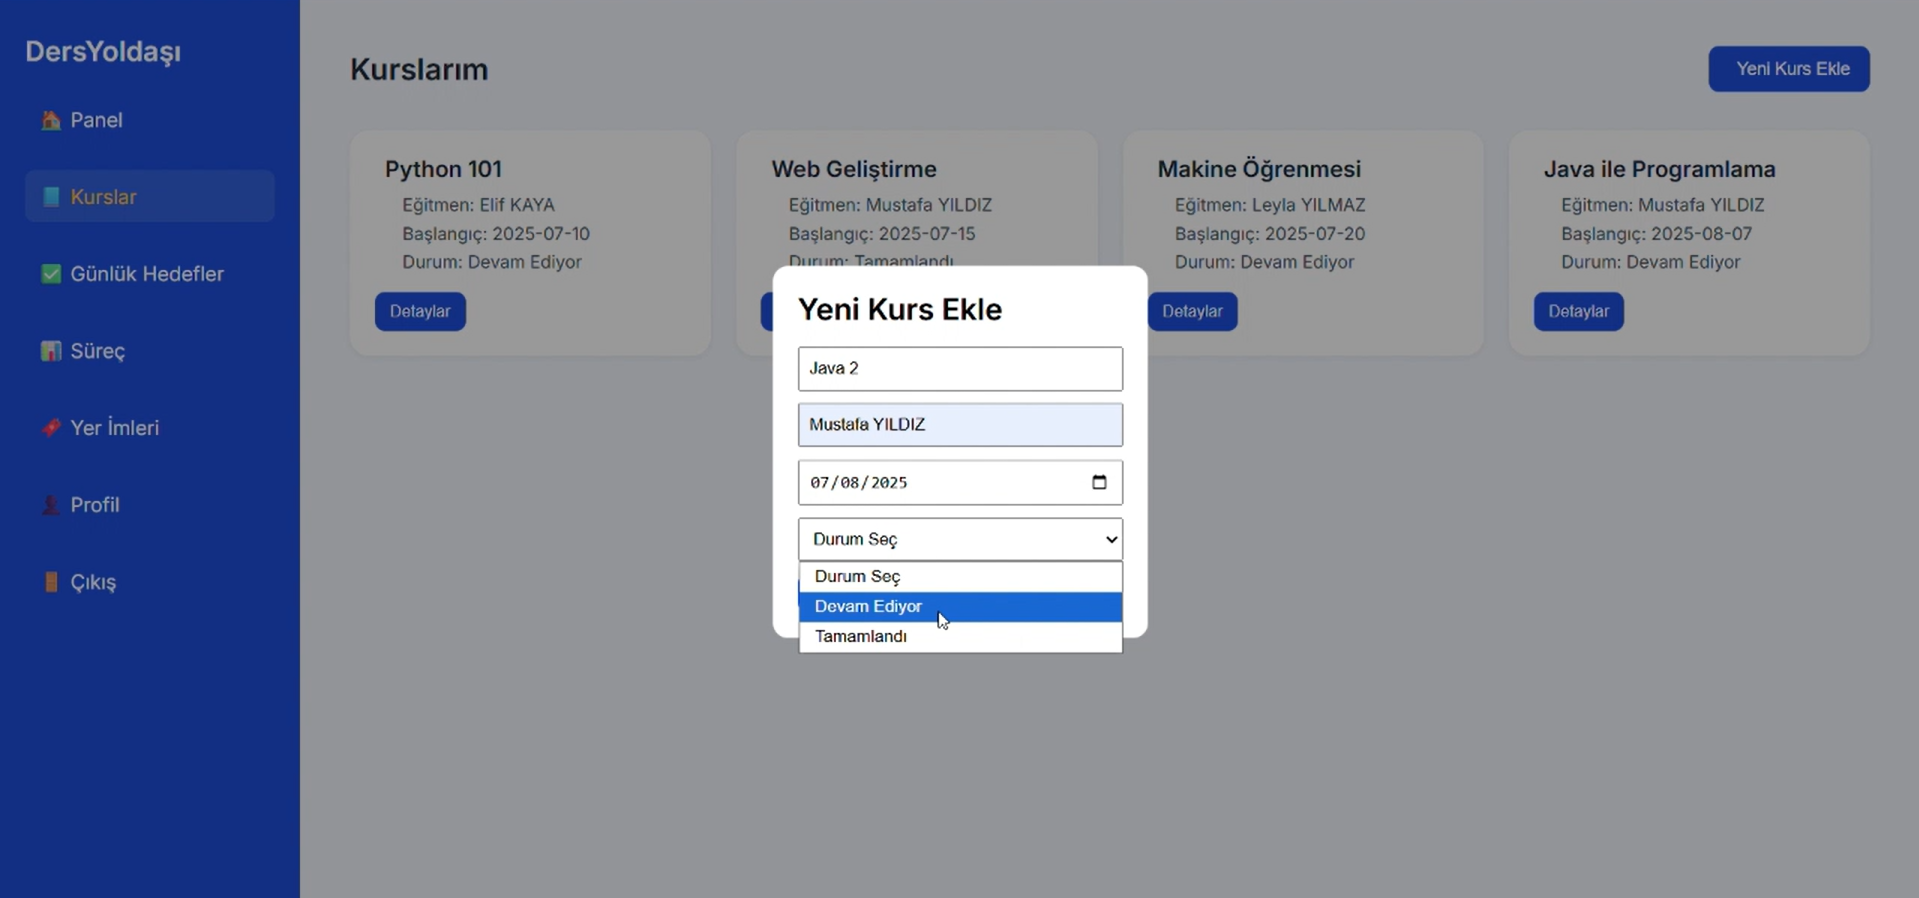 DersYoldaşı
Panel
Kurslar
Günlük Hedefler
Süreç
Yer İmleri
Profil
Çıkış
Kurslarım
Yeni Kurs Ekle
Python 101
Eğitmen: Elif KAYA
Başlangıç: 2025-07-10
Durum: Devam Ediyor
Detaylar
Web Geliştirme
Eğitmen: Mustafa YILDIZ
Başlangıç: 2025-07-15
Durum: Tamamlandı
Makine Öğrenmesi
Eğitmen: Leyla YILMAZ
Başlangıç: 2025-07-20
Durum: Devam Ediyor
Detaylar
Java ile Programlama
Eğitmen: Mustafa YILDIZ
Başlangıç: 2025-08-07
Durum: Devam Ediyor
Detaylar
Yeni Kurs Ekle
Java 2
Mustafa YILDIZ
07/08/2025
Durum Seç
Durum Seç
Devam Ediyor
Tamamlandı